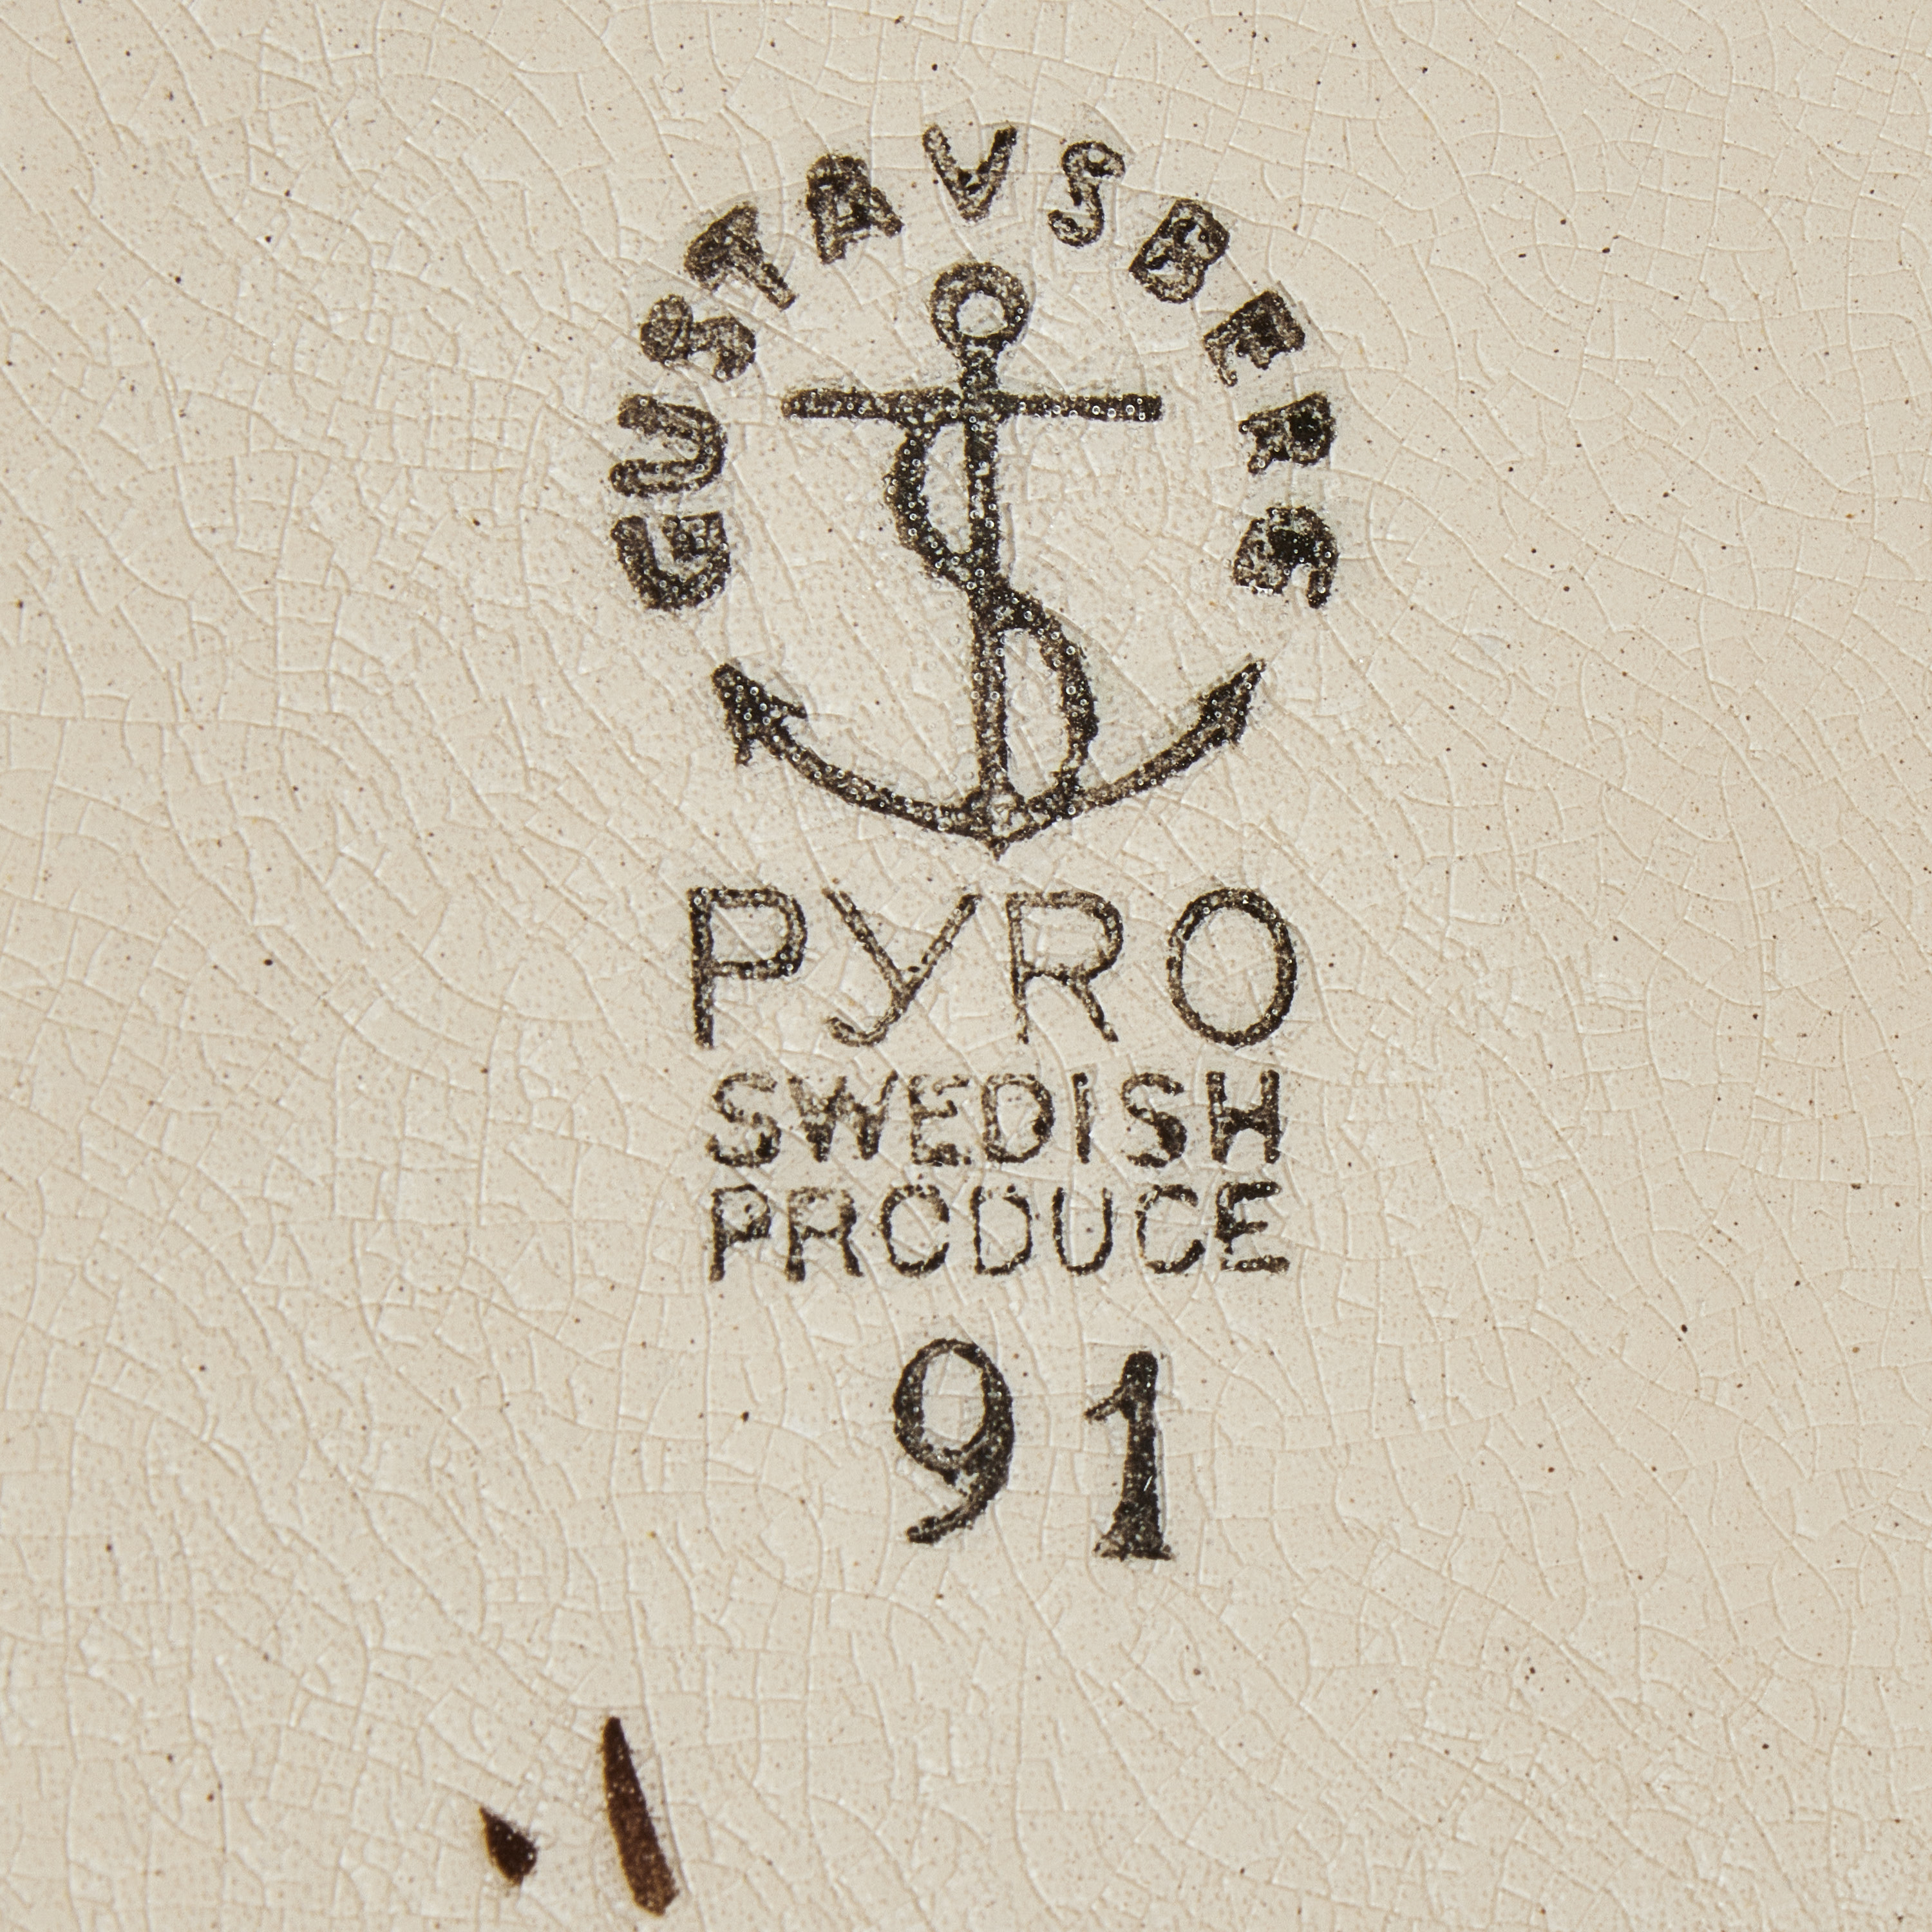 GUSTAVSBERG
PYRO
SWEDISH
PRODUCE
91